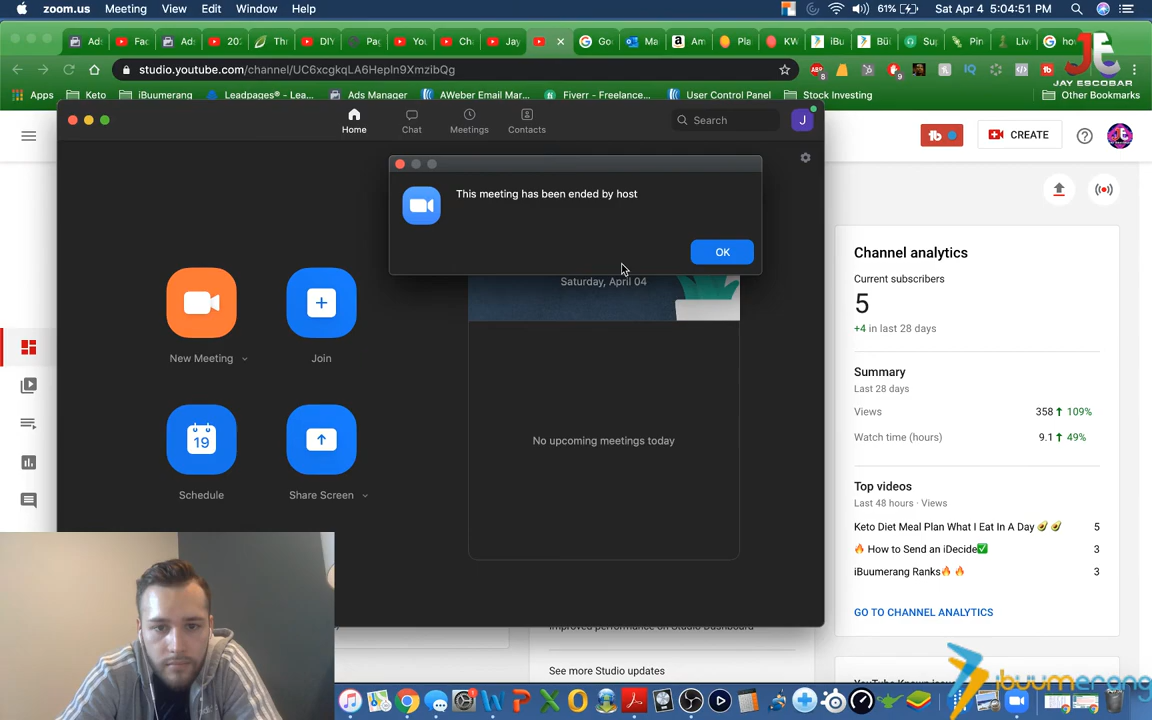 zoom.us Meeting View Edit Window Help 61% Sat Apr 4 5:04:51 PM
studio.youtube.com/channel/UC6xcgkqLA6HepIn9XmzibQg
Apps Keto iBuumerang Leadpages® - Lea... Ads Manager AWeber Email Mar... Fiverr - Freelance... User Control Panel Stock Investing Other Bookmarks
JAY ESCOBAR
Home Chat Meetings Contacts
Search
J
CREATE
This meeting has been ended by host
OK
Saturday, April 04
No upcoming meetings today
New Meeting
Join
19
Schedule
Share Screen
Channel analytics
Current subscribers
5
+4 in last 28 days
Summary
Last 28 days
Views 358 109%
Watch time (hours) 9.1 49%
Top videos
Last 48 hours · Views
Keto Diet Meal Plan What I Eat In A Day 🥑 🥑 5
🔥 How to Send an iDecide✅ 3
iBuumerang Ranks🔥 🔥 3
GO TO CHANNEL ANALYTICS
Improved performance on Studio Dashboard
See more Studio updates
ibuumerang